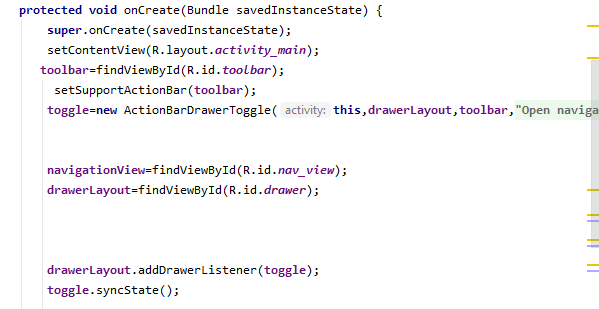 protected void onCreate(Bundle savedInstanceState) {
super.onCreate(savedInstanceState);
setContentView(R.layout.activity_main);
toolbar=findViewById(R.id.toolbar);
setSupportActionBar(toolbar);
toggle=new ActionBarDrawerToggle( activity: this,drawerLayout,toolbar,"Open naviga
navigationView=findViewById(R.id.nav_view);
drawerLayout=findViewById(R.id.drawer);
drawerLayout.addDrawerListener(toggle);
toggle.syncState();